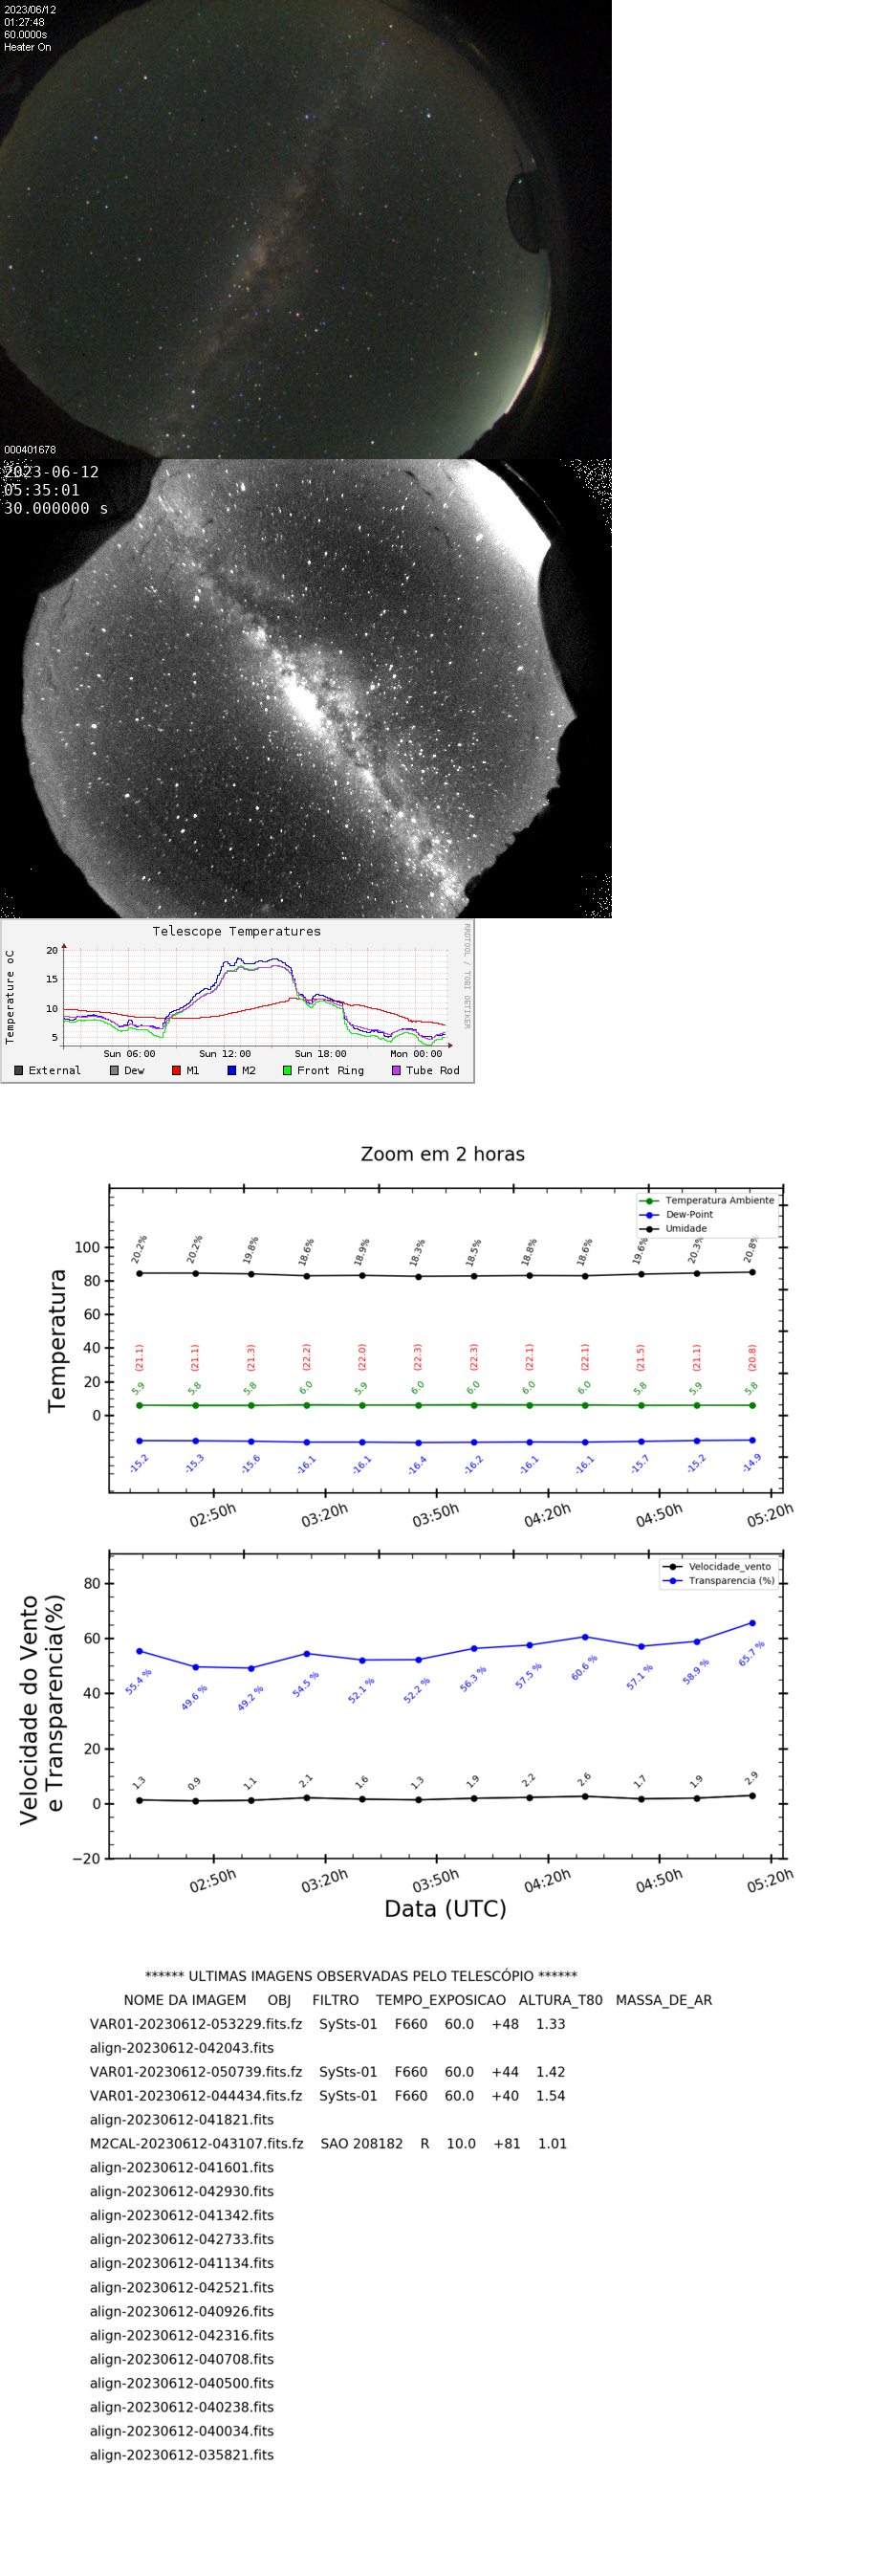 2023/06/12
01:27:48
60.0000s
Heater On
000401678
2023-06-12
05:35:01
30.000000 s
Telescope Temperatures
RRDTOOL / TOBI OETIKER
Temperature oC
20
15
10
5
Sun 06:00 Sun 12:00 Sun 18:00 Mon 00:00
External Dew M1 M2 Front Ring Tube Rod
Zoom em 2 horas
Temperatura Ambiente
Dew-Point
Umidade
Temperatura
100
80
60
40
20
0
20.2% 20.2% 19.8% 18.6% 18.9% 18.3% 18.5% 18.8% 18.6% 19.6% 20.3% 20.8%
(21.1) (21.1) (21.3) (22.2) (22.0) (22.3) (22.3) (22.1) (22.1) (21.5) (21.1) (20.8)
5.9 5.8 5.8 6.0 5.9 6.0 6.0 6.0 6.0 5.8 5.9 5.8
-15.2 -15.3 -15.6 -16.1 -16.1 -16.4 -16.2 -16.1 -16.1 -15.7 -15.2 -14.9
02:50h 03:20h 03:50h 04:20h 04:50h 05:20h
Velocidade_vento
Transparencia (%)
Velocidade do Vento
e Transparencia(%)
80
60
40
20
0
−20
55.4 % 49.6 % 49.2 % 54.5 % 52.1 % 52.2 % 56.3 % 57.5 % 60.6 % 57.1 % 58.9 % 65.7 %
1.3 0.9 1.1 2.1 1.6 1.3 1.9 2.2 2.6 1.7 1.9 2.9
02:50h 03:20h 03:50h 04:20h 04:50h 05:20h
Data (UTC)
****** ULTIMAS IMAGENS OBSERVADAS PELO TELESCÓPIO ******
NOME DA IMAGEM OBJ FILTRO TEMPO_EXPOSICAO ALTURA_T80 MASSA_DE_AR
VAR01-20230612-053229.fits.fz SySts-01 F660 60.0 +48 1.33
align-20230612-042043.fits
VAR01-20230612-050739.fits.fz SySts-01 F660 60.0 +44 1.42
VAR01-20230612-044434.fits.fz SySts-01 F660 60.0 +40 1.54
align-20230612-041821.fits
M2CAL-20230612-043107.fits.fz SAO 208182 R 10.0 +81 1.01
align-20230612-041601.fits
align-20230612-042930.fits
align-20230612-041342.fits
align-20230612-042733.fits
align-20230612-041134.fits
align-20230612-042521.fits
align-20230612-040926.fits
align-20230612-042316.fits
align-20230612-040708.fits
align-20230612-040500.fits
align-20230612-040238.fits
align-20230612-040034.fits
align-20230612-035821.fits